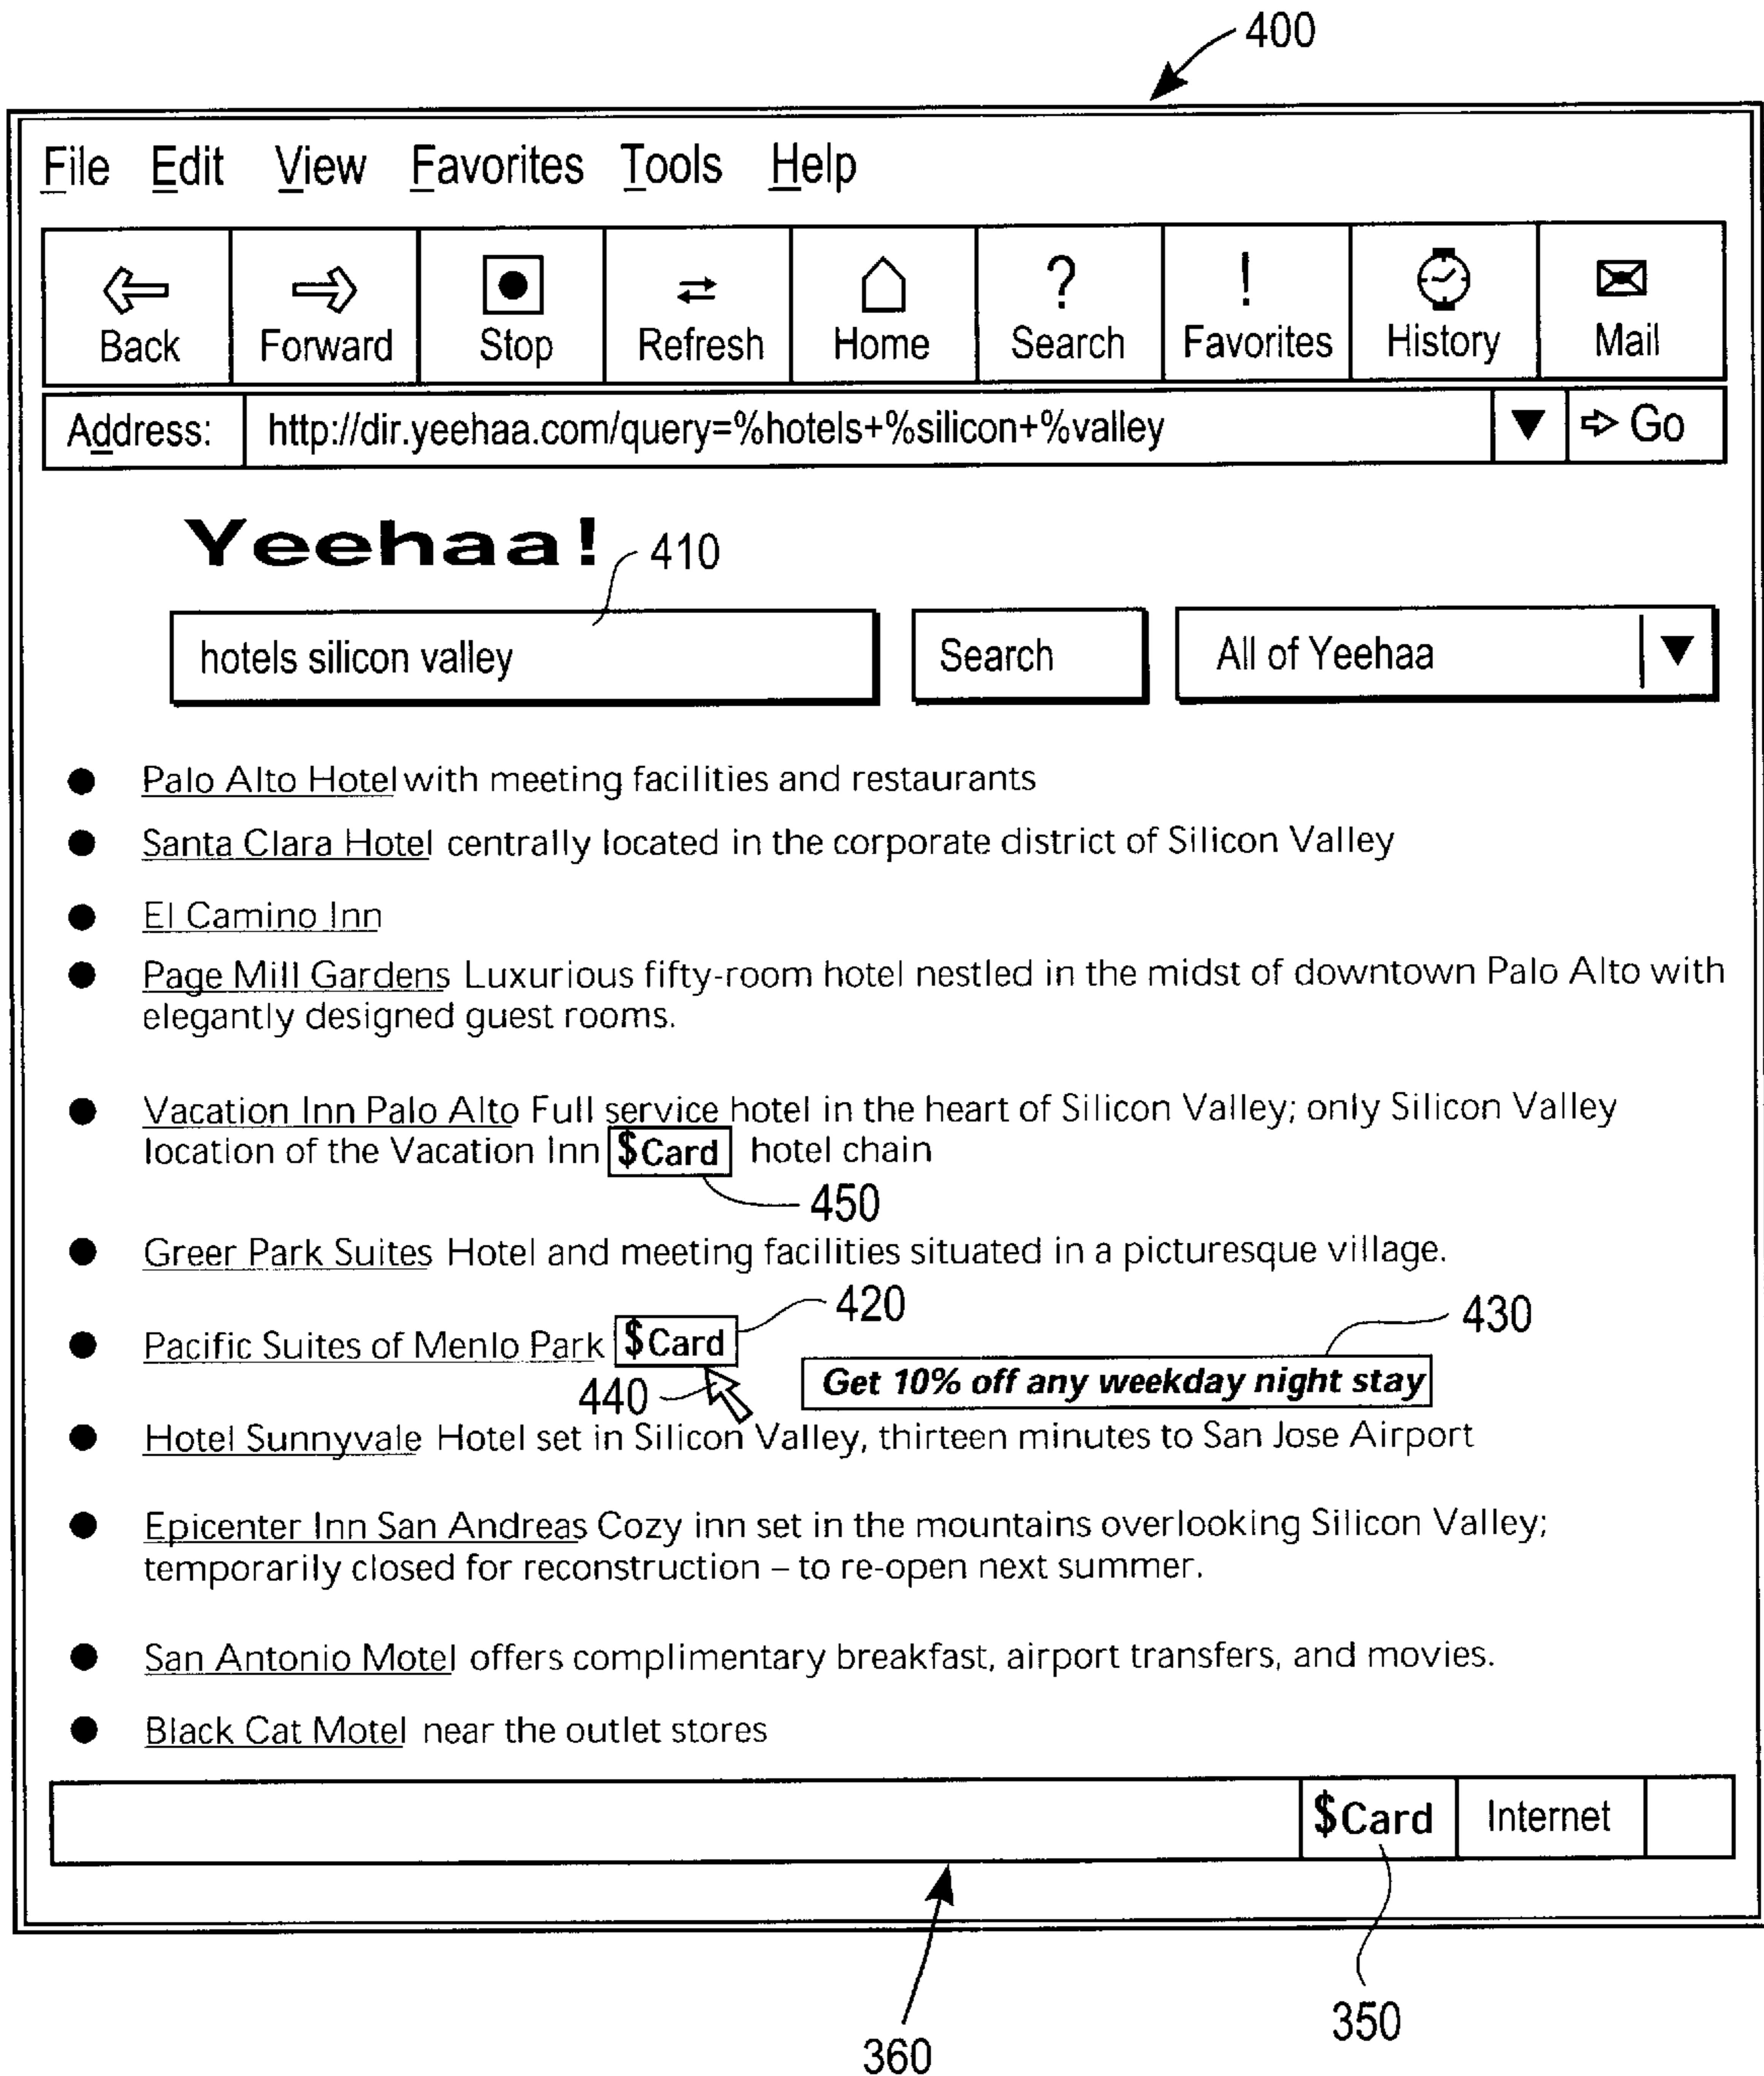 400
File Edit View Favorites Tools Help
Back Forward Stop Refresh Home Search Favorites History Mail
Address: http://dir.yeehaa.com/query=%hotels+%silicon+%valley Go
Yeehaa!
410
hotels silicon valley Search All of Yeehaa
Palo Alto Hotel with meeting facilities and restaurants
Santa Clara Hotel centrally located in the corporate district of Silicon Valley
El Camino Inn
Page Mill Gardens Luxurious fifty-room hotel nestled in the midst of downtown Palo Alto with
elegantly designed guest rooms.
Vacation Inn Palo Alto Full service hotel in the heart of Silicon Valley; only Silicon Valley
location of the Vacation Inn $Card hotel chain
450
Greer Park Suites Hotel and meeting facilities situated in a picturesque village.
420
430
Pacific Suites of Menlo Park $Card
Get 10% off any weekday night stay
440
Hotel Sunnyvale Hotel set in Silicon Valley, thirteen minutes to San Jose Airport
Epicenter Inn San Andreas Cozy inn set in the mountains overlooking Silicon Valley;
temporarily closed for reconstruction – to re-open next summer.
San Antonio Motel offers complimentary breakfast, airport transfers, and movies.
Black Cat Motel near the outlet stores
$Card Internet
350
360